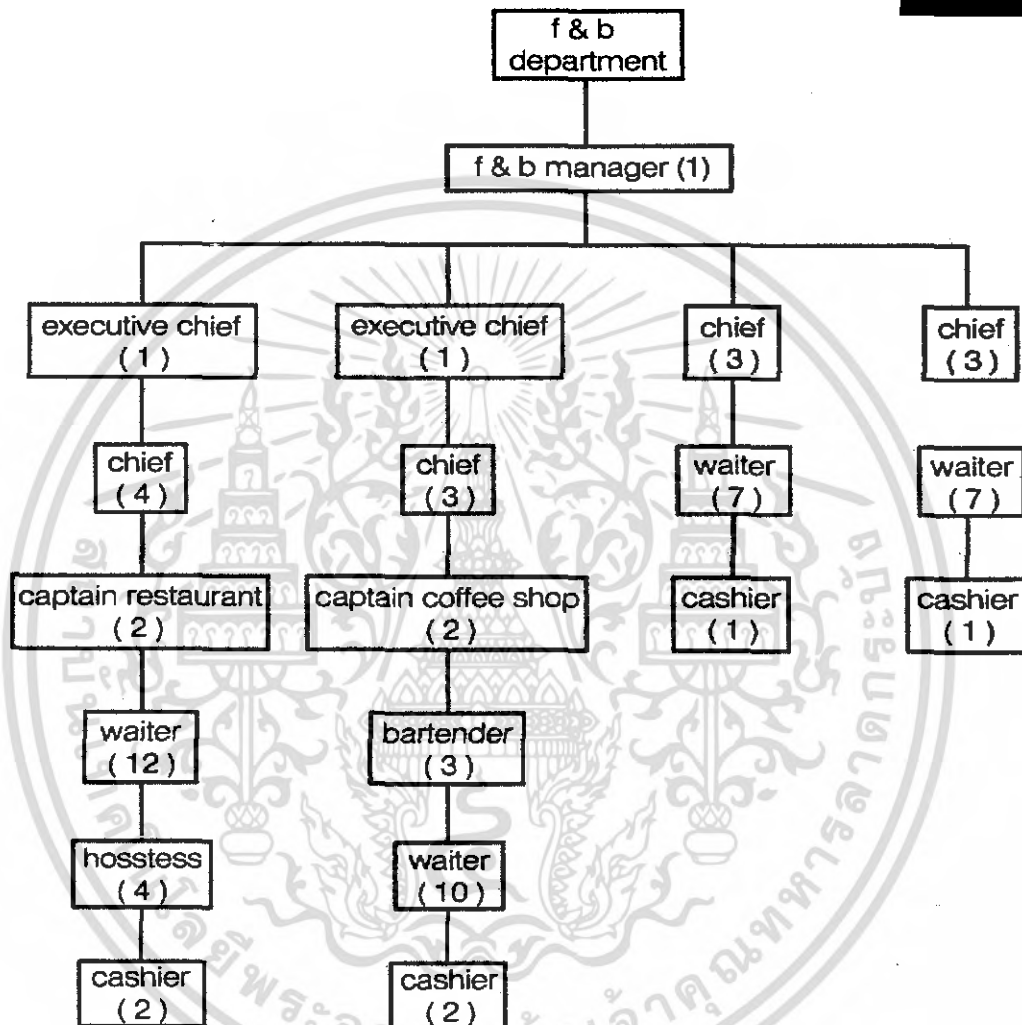 f & b
department
f & b manager (1)
executive chief
(1)
executive chief
(1)
chief
(3)
chief
(3)
chief
(4)
chief
(3)
waiter
(7)
waiter
(7)
captain restaurant
(2)
captain coffee shop
(2)
cashier
(1)
cashier
(1)
waiter
(12)
bartender
(3)
hosstess
(4)
waiter
(10)
cashier
(2)
cashier
(2)